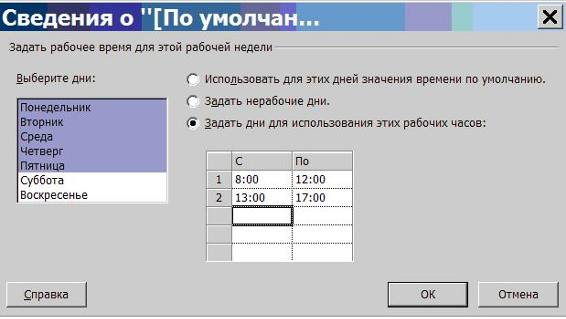 Сведения о "[По умолчан...
Задать рабочее время для этой рабочей недели
Выберите дни:
Понедельник
Вторник
Среда
Четверг
Пятница
Суббота
Воскресенье
Использовать для этих дней значения времени по умолчанию.
Задать нерабочие дни.
Задать дни для использования этих рабочих часов:
С По
1 8:00 12:00
2 13:00 17:00
Справка ОК Отмена